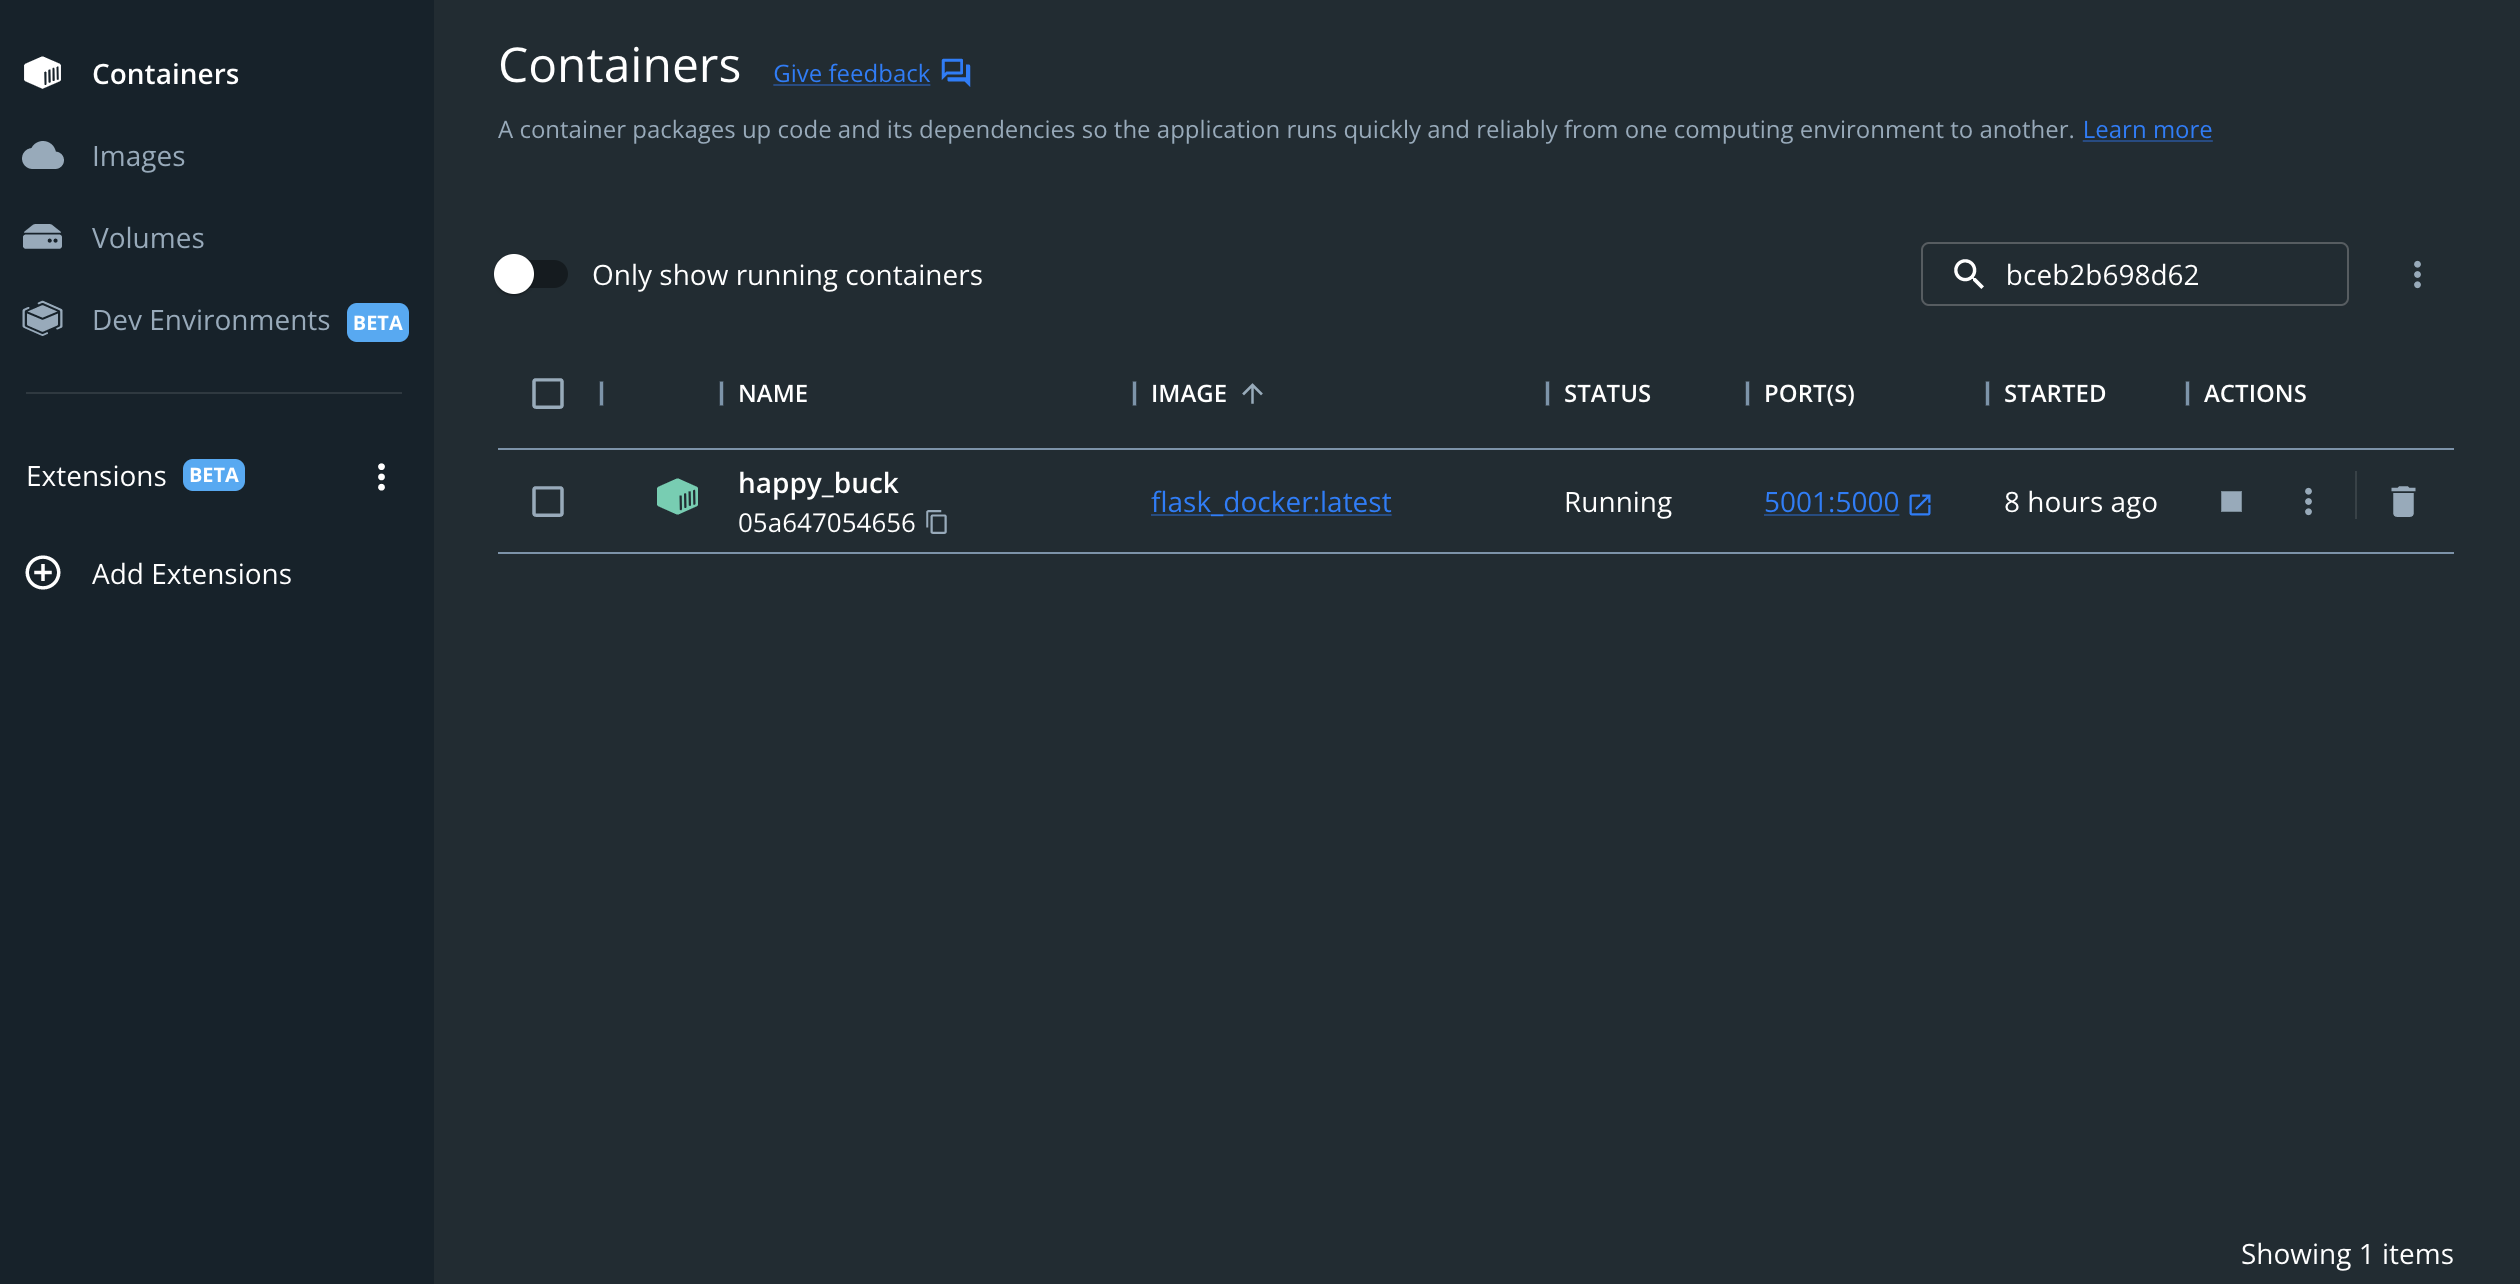 Containers
Images
Volumes
Dev Environments BETA
Extensions BETA
Add Extensions
Containers Give feedback
A container packages up code and its dependencies so the application runs quickly and reliably from one computing environment to another. Learn more
Only show running containers
bceb2b698d62
NAME IMAGE STATUS PORT(S) STARTED ACTIONS
happy_buck
05a647054656
flask_docker:latest Running 5001:5000 8 hours ago
Showing 1 items